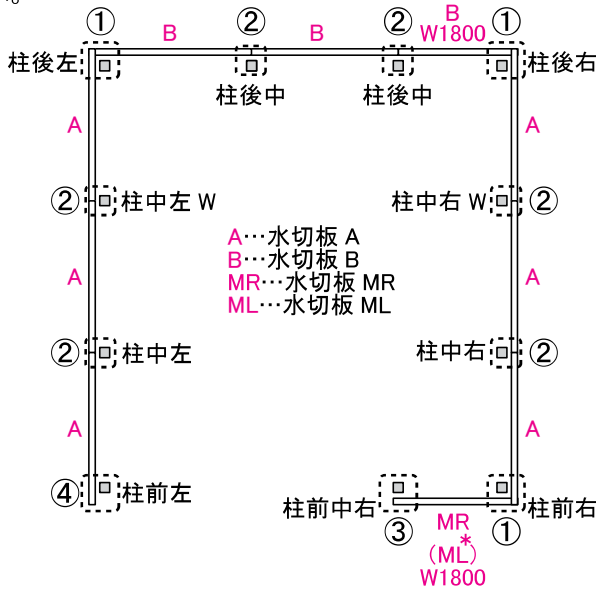 B
① B ② B ② W1800 ①
柱後左 柱後中 柱後中 柱後右
A A
② 柱中左 W 柱中右 W ②
A…水切板 A
B…水切板 B
MR…水切板 MR
ML…水切板 ML
A A
② 柱中左 柱中右 ②
A A
④ 柱前左 柱前中右 柱前右
③ MR ①
*
(ML)
W1800